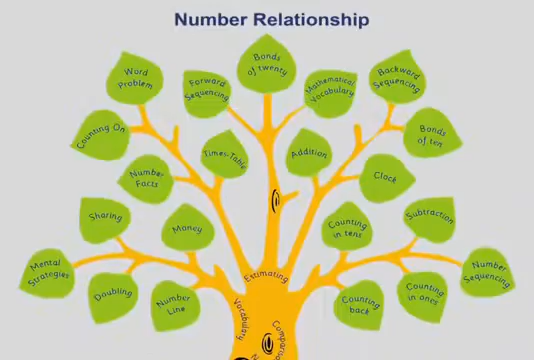 Number Relationship
Bonds
of twenty
Word
Problem
Forward
Sequencing
Mathematical
Vocabulary
Backward
Sequencing
Counting On
Times-Table
Addition
Bonds
of ten
Number
Facts
Clock
Sharing
Money
Counting
in tens
Subtraction
Mental
Strategies
Doubling
Number
Line
Estimating
Counting
back
Counting
in ones
Number
Sequencing
Vocabulary